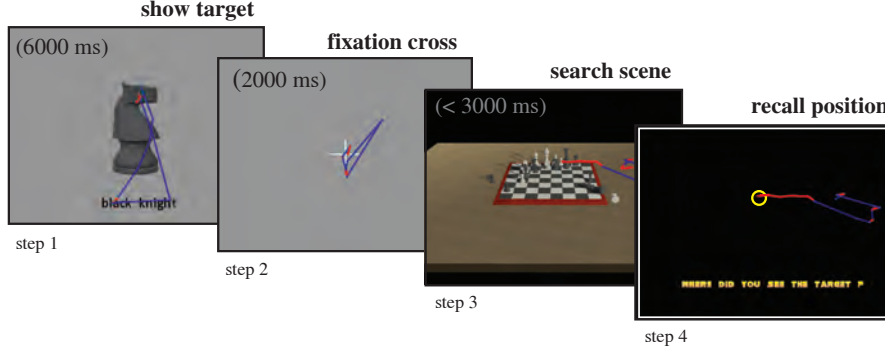 show target
(6000 ms)
black knight
step 1
fixation cross
(2000 ms)
step 2
search scene
(< 3000 ms)
step 3
recall position
WHERE DID YOU SEE THE TARGET
step 4